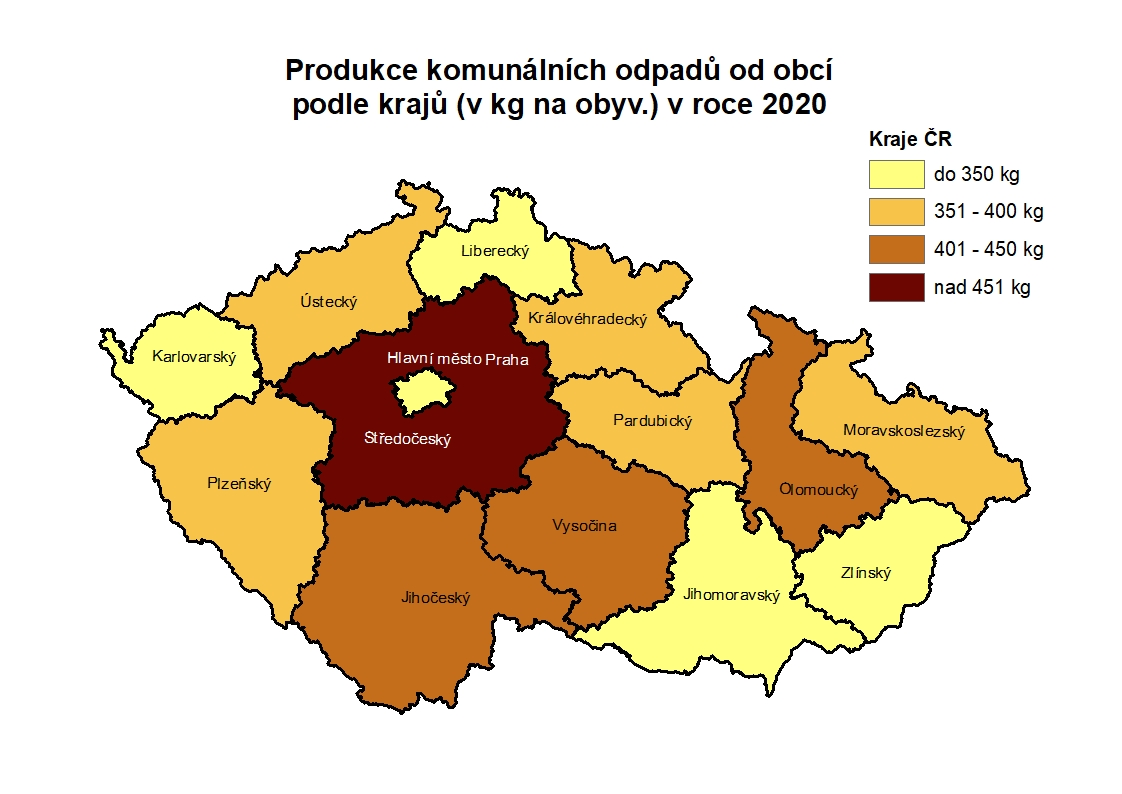 Produkce komunálních odpadů od obcí
podle krajů (v kg na obyv.) v roce 2020
Kraje ČR
do 350 kg
351 - 400 kg
401 - 450 kg
nad 451 kg
Liberecký
Ústecký
Královéhradecký
Karlovarský
Hlavní město Praha
Pardubický
Moravskoslezský
Středočeský
Plzeňský
Olomoucký
Vysočina
Zlínský
Jihočeský
Jihomoravský